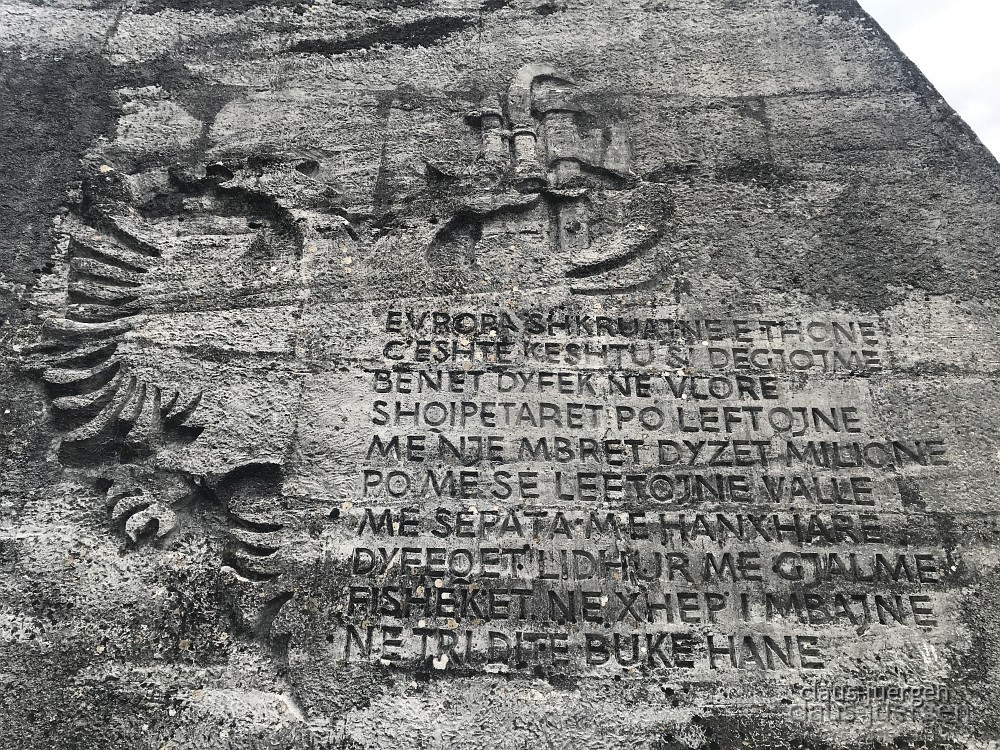 EVROPA SHKRUAJNE E THONE
C'ESHTE KESHTU SI DEGJOJME
BENET DYFEK NE VLORE
SHQIPETARET PO LEFTOJNE
ME NJE MBRET DYZET MILIONE
PO ME SE LEFTOJNE VALLE
ME SEPATA·ME HANXHARE
DYFEQET LIDHUR ME GJALME
FISHEKET NE XHEP I MBAJNE
NE TRI DITE BUKE HANE
claus-juergen
claus-juergen